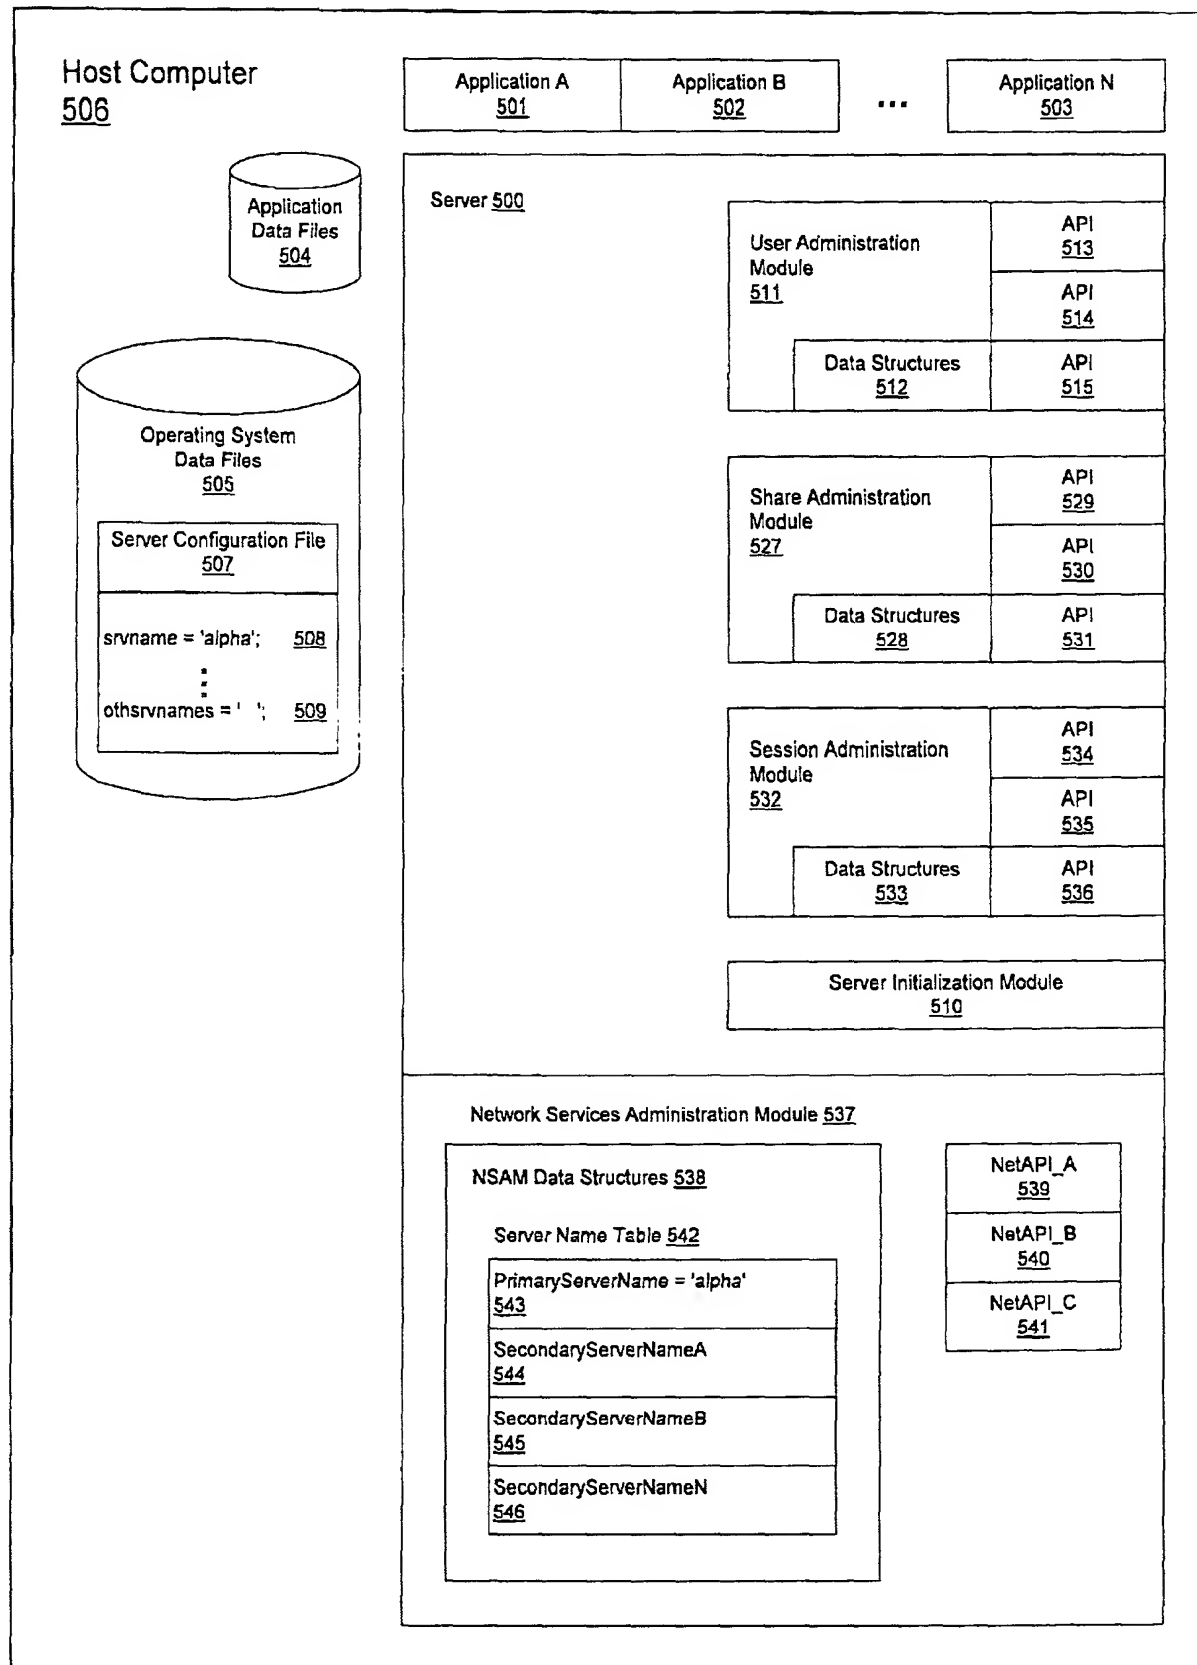 Host Computer
506
Application A
501
Application B
502
...
Application N
503
Application
Data Files
504
Operating System
Data Files
505
Server Configuration File
507
srvname = 'alpha'; 508
othsrvnames = ' '; 509
Server 500
User Administration
Module
511
Data Structures
512
API
513
API
514
API
515
Share Administration
Module
527
Data Structures
528
API
529
API
530
API
531
Session Administration
Module
532
Data Structures
533
API
534
API
535
API
536
Server Initialization Module
510
Network Services Administration Module 537
NSAM Data Structures 538
Server Name Table 542
PrimaryServerName = 'alpha'
543
SecondaryServerNameA
544
SecondaryServerNameB
545
SecondaryServerNameN
546
NetAPI_A
539
NetAPI_B
540
NetAPI_C
541